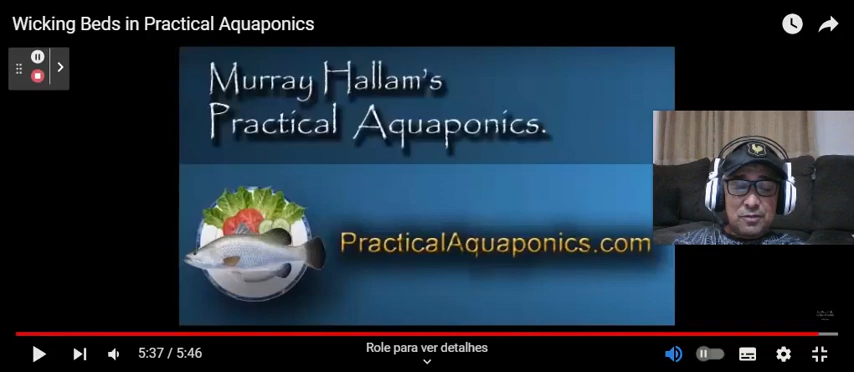 Wicking Beds in Practical Aquaponics
Murray Hallam's
Practical Aquaponics.
PracticalAquaponics.com
5:37 / 5:46
Role para ver detalhes